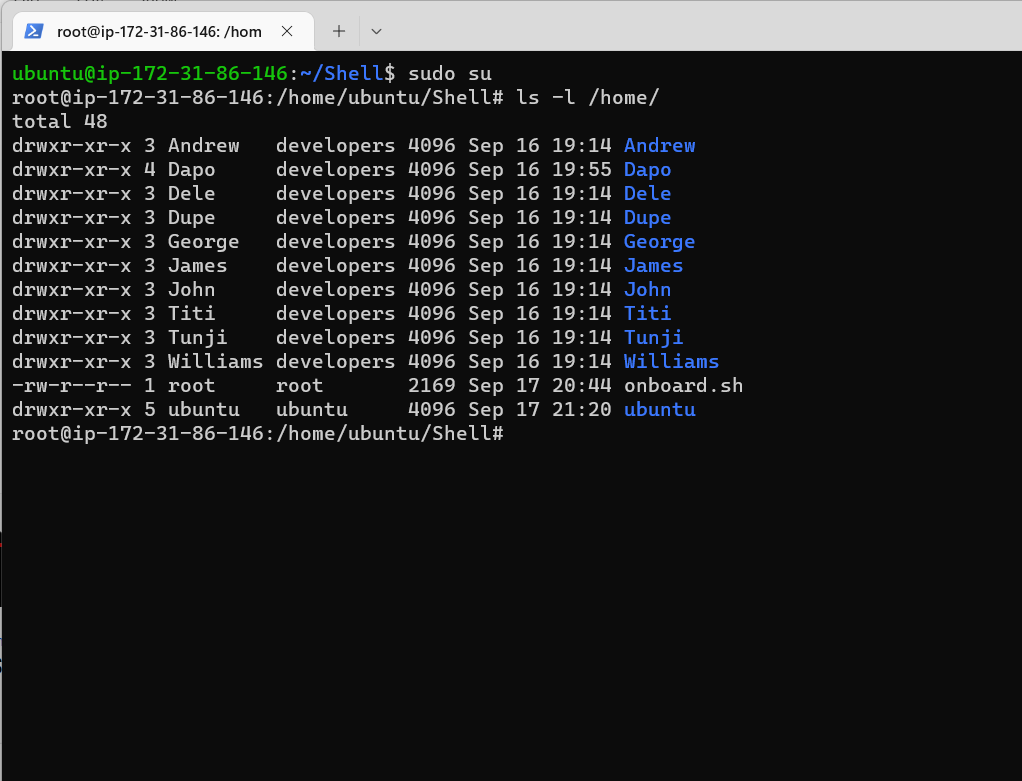 root@ip-172-31-86-146: /hom
ubuntu@ip-172-31-86-146:~/Shell$ sudo su
root@ip-172-31-86-146:/home/ubuntu/Shell# ls -l /home/
total 48
drwxr-xr-x 3 Andrew   developers 4096 Sep 16 19:14 Andrew
drwxr-xr-x 4 Dapo     developers 4096 Sep 16 19:55 Dapo
drwxr-xr-x 3 Dele     developers 4096 Sep 16 19:14 Dele
drwxr-xr-x 3 Dupe     developers 4096 Sep 16 19:14 Dupe
drwxr-xr-x 3 George   developers 4096 Sep 16 19:14 George
drwxr-xr-x 3 James    developers 4096 Sep 16 19:14 James
drwxr-xr-x 3 John     developers 4096 Sep 16 19:14 John
drwxr-xr-x 3 Titi     developers 4096 Sep 16 19:14 Titi
drwxr-xr-x 3 Tunji    developers 4096 Sep 16 19:14 Tunji
drwxr-xr-x 3 Williams developers 4096 Sep 16 19:14 Williams
-rw-r--r-- 1 root     root       2169 Sep 17 20:44 onboard.sh
drwxr-xr-x 5 ubuntu   ubuntu     4096 Sep 17 21:20 ubuntu
root@ip-172-31-86-146:/home/ubuntu/Shell#